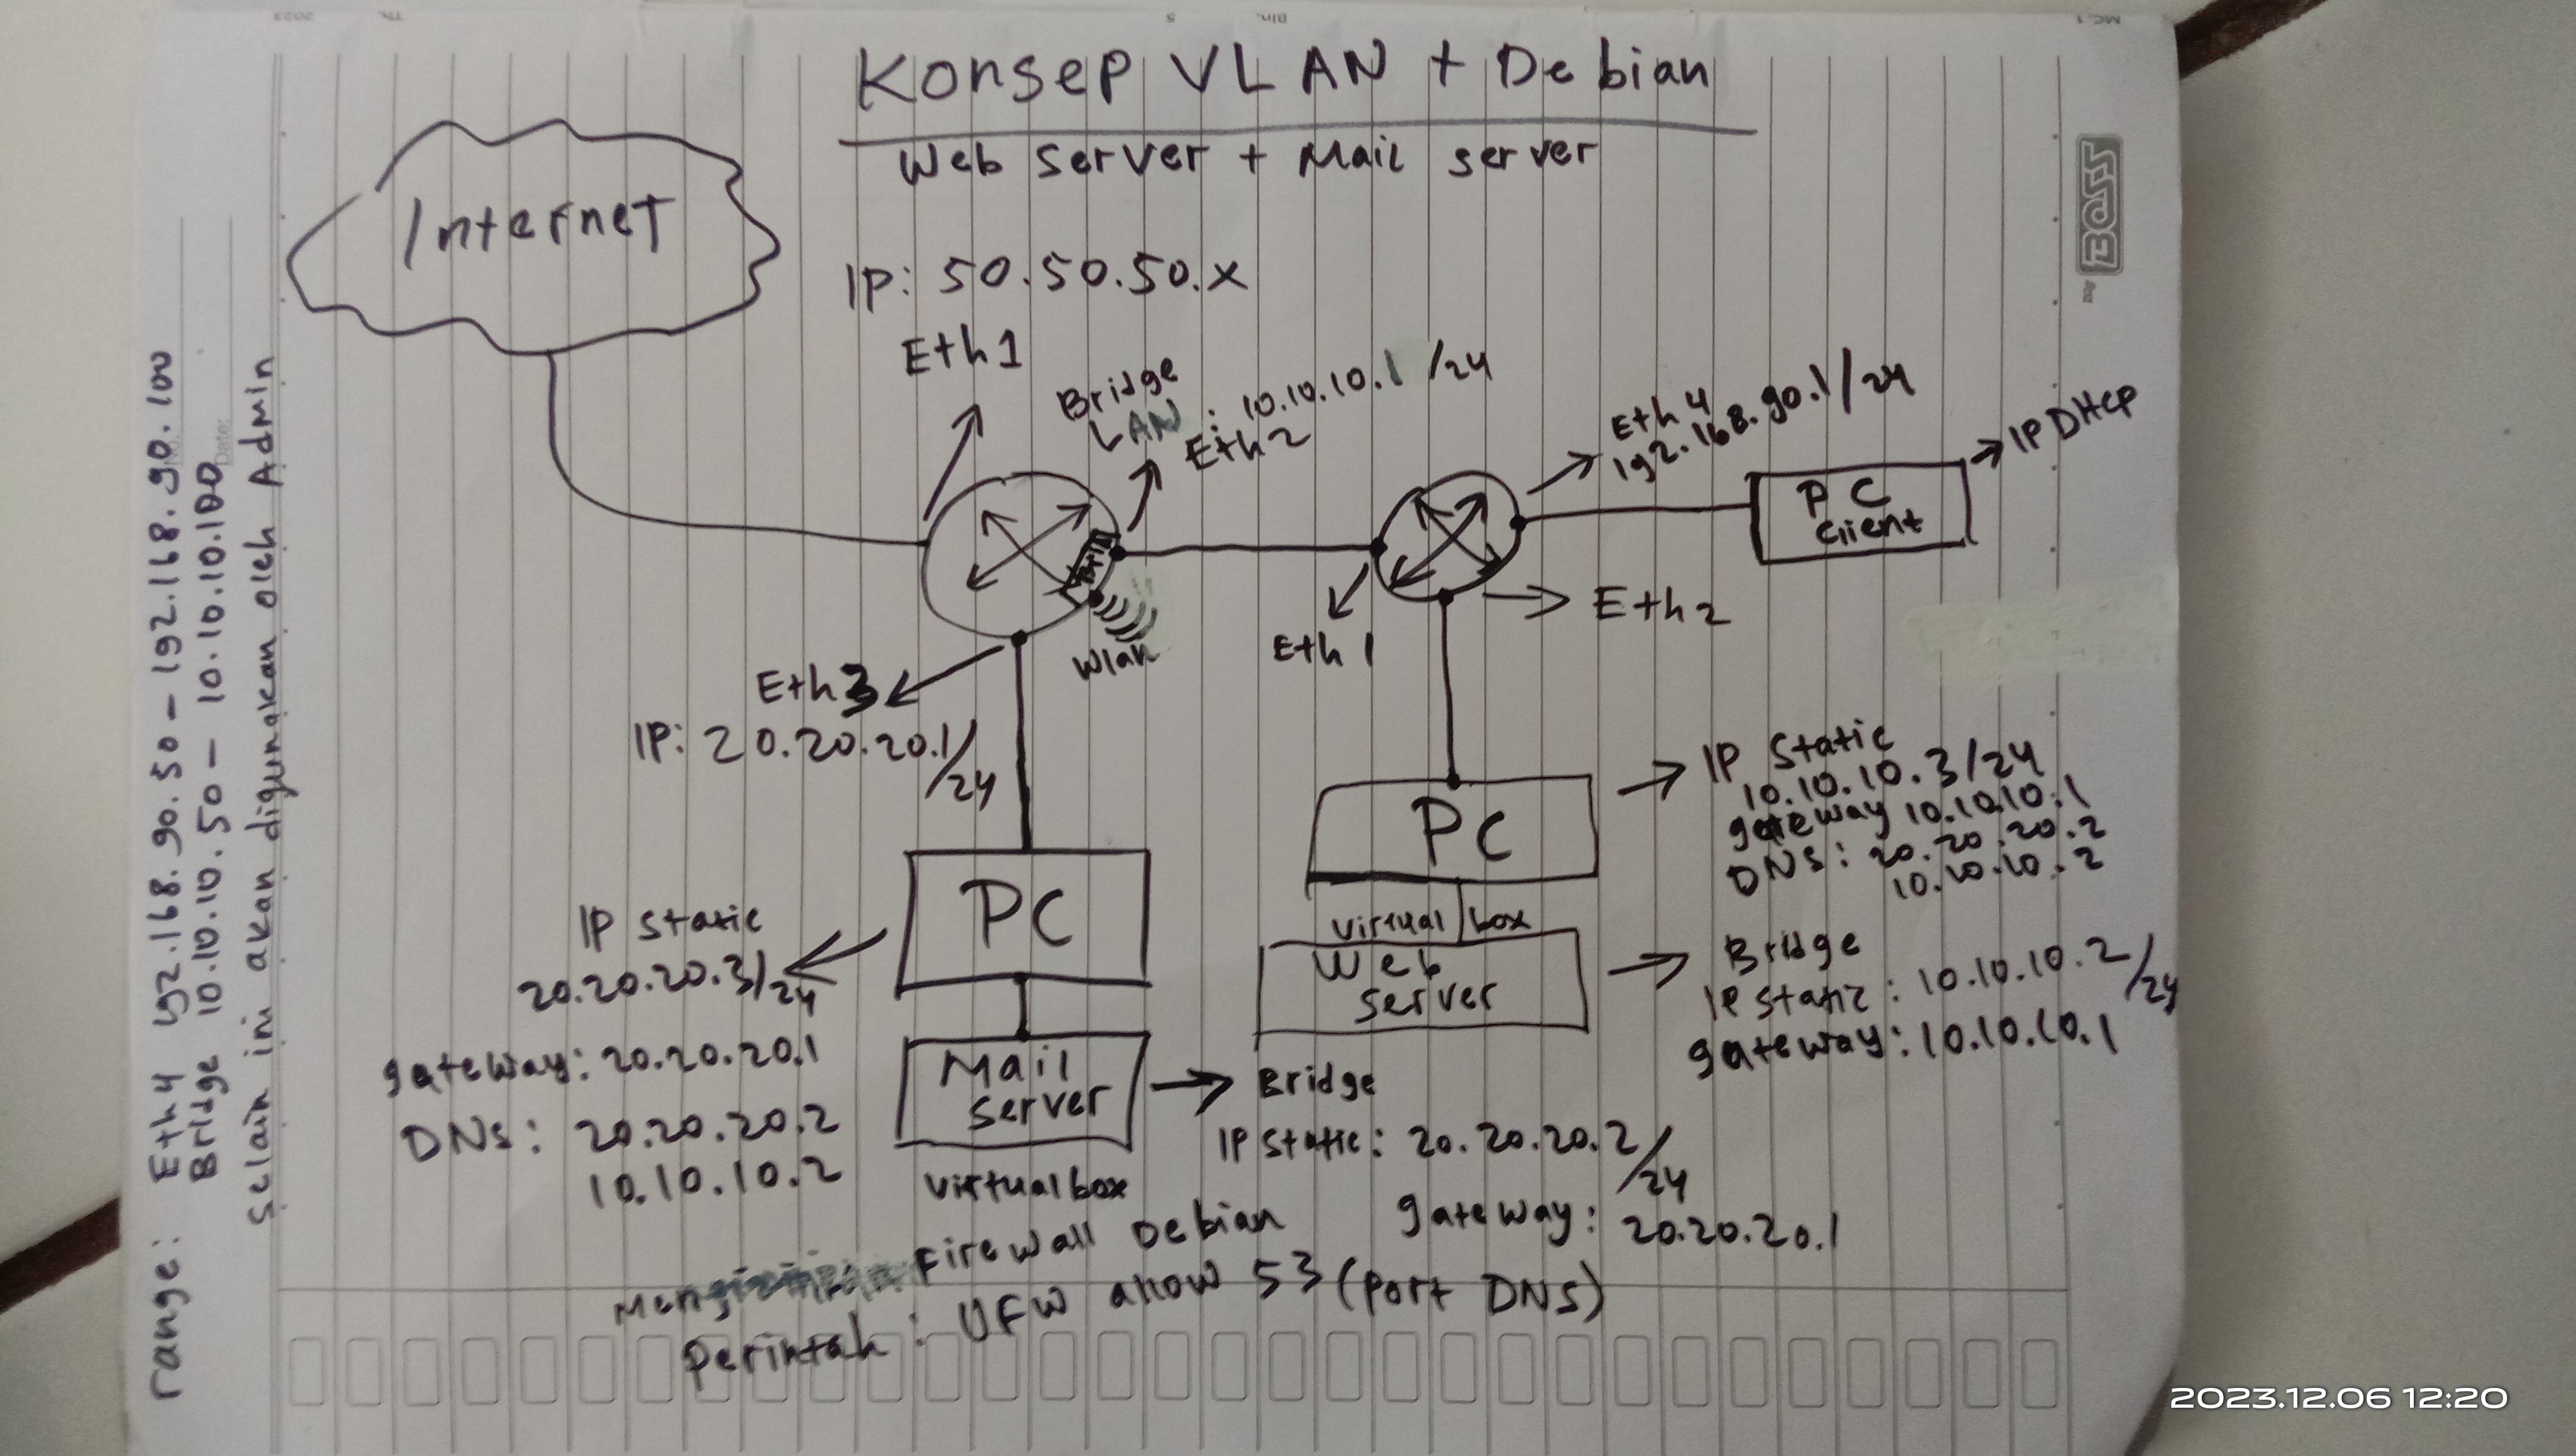 Konsep VLAN + Debian
Web server + Mail server
Internet
IP: 50.50.50.x
Eth1
Bridge
LAN : 10.10.10.1 /24
Eth2
Eth 4
192.168.90.1/24
IP DHCP
PC
Client
Wlan
Eth 1
Eth 2
Eth3
IP: 20.20.20.1/24
PC
IP Static
10.10.10.3/24
gateway 10.10.10.1
DNS: 20.20.20.2
10.10.10.2
Virtual box
Web
server
Bridge
IP static: 10.10.10.2/24
gateway: 10.10.10.1
PC
IP static
20.20.20.3/24
gateway: 20.20.20.1
DNS: 20.20.20.2
10.10.10.2
Mail
server
Virtualbox
Bridge
IP Static: 20.20.20.2/24
gateway: 20.20.20.1
Firewall Debian
Perintah: UFW allow 53 (port DNS)
range: Eth4 192.168.90.50 - 192.168.90.100
Bridge 10.10.10.50 - 10.10.10.100
selain ini akan digunakan oleh Admin
Date:
BOSS
2023.12.06 12:20